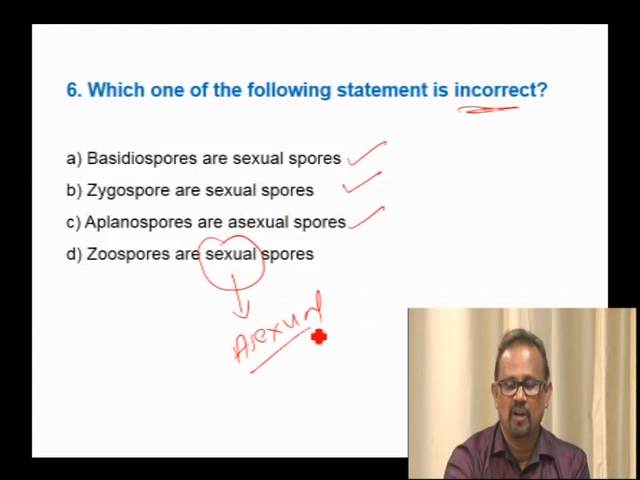 6. Which one of the following statement is incorrect?
a) Basidiospores are sexual spores
b) Zygospore are sexual spores
c) Aplanospores are asexual spores
d) Zoospores are sexual spores
Asexual